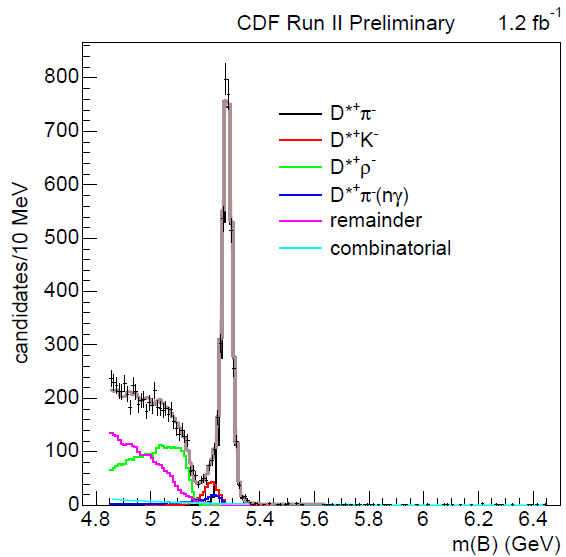 CDF Run II Preliminary 1.2 fb⁻¹
candidates/10 MeV
800
700
600
500
400
300
200
100
0
D*⁺π⁻
D*⁺K⁻
D*⁺ρ⁻
D*⁺π⁻(nγ)
remainder
combinatorial
4.8 5 5.2 5.4 5.6 5.8 6 6.2 6.4
m(B) (GeV)